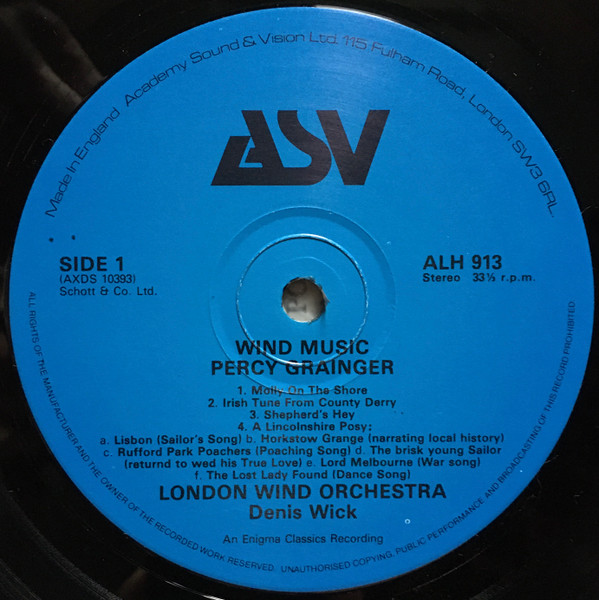 Made in England Academy Sound & Vision Ltd. 115 Fulham Road, London SW3 6RL.
ASV
SIDE 1
(AXDS 10393)
Schott & Co. Ltd.
ALH 913
Stereo 33⅓ r.p.m.
WIND MUSIC
PERCY GRAINGER
1. Molly On The Shore
2. Irish Tune From County Derry
3. Shepherd's Hey
4. A Lincolnshire Posy:
a. Lisbon (Sailor's Song) b. Horkstow Grange (narrating local history)
c. Rufford Park Poachers (Poaching Song) d. The brisk young Sailor
(returnd to wed his True Love) e. Lord Melbourne (War song)
f. The Lost Lady Found (Dance Song)
LONDON WIND ORCHESTRA
Denis Wick
An Enigma Classics Recording
ALL RIGHTS OF THE MANUFACTURER AND THE OWNER OF THE RECORDED WORK RESERVED. UNAUTHORISED COPYING, PUBLIC PERFORMANCE AND BROADCASTING OF THIS RECORD PROHIBITED